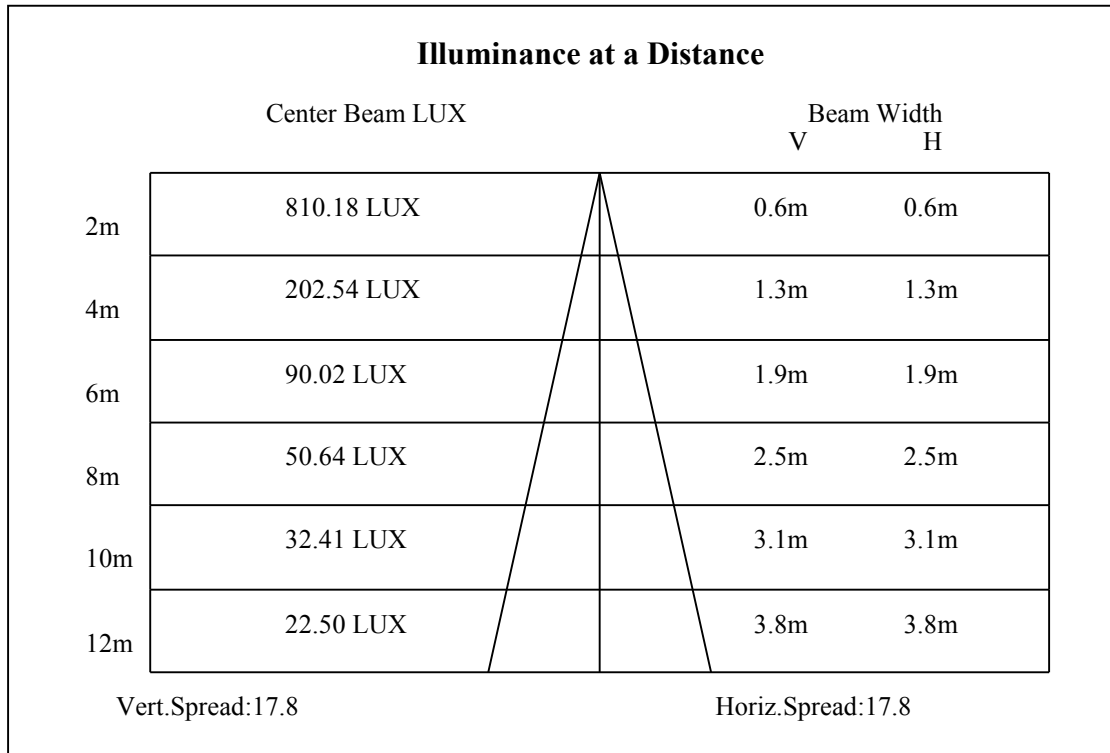 Illuminance at a Distance
Center Beam LUX Beam Width
V H
2m 810.18 LUX 0.6m 0.6m
4m 202.54 LUX 1.3m 1.3m
6m 90.02 LUX 1.9m 1.9m
8m 50.64 LUX 2.5m 2.5m
10m 32.41 LUX 3.1m 3.1m
12m 22.50 LUX 3.8m 3.8m
Vert.Spread:17.8 Horiz.Spread:17.8